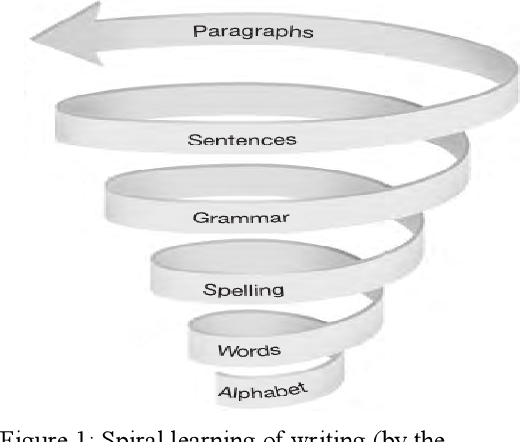 Paragraphs
Sentences
Grammar
Spelling
Words
Alphabet
Figure 1: Spiral learning of writing (by the